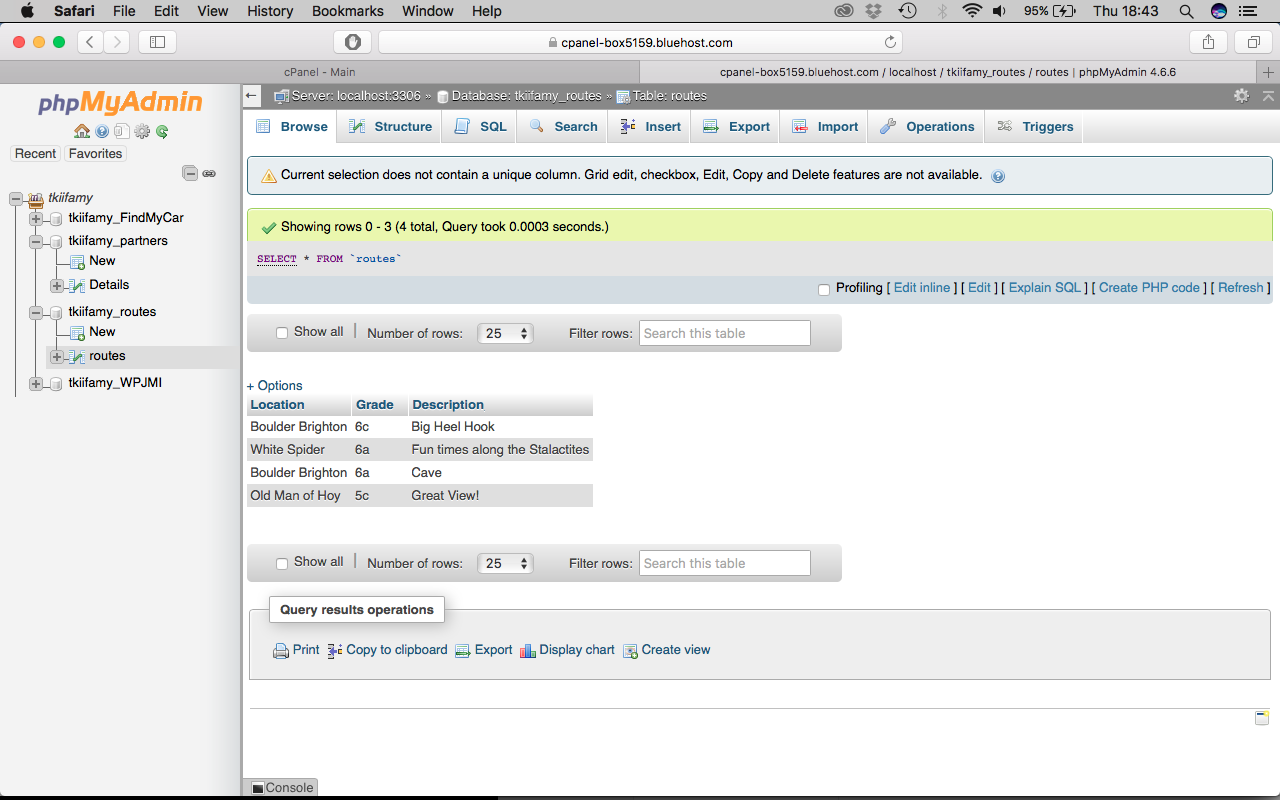 Safari File Edit View History Bookmarks Window Help 95% Thu 18:43
cpanel-box5159.bluehost.com
cPanel - Main
cpanel-box5159.bluehost.com / localhost / tkiifamy_routes / routes | phpMyAdmin 4.6.6
phpMyAdmin
Recent Favorites
tkiifamy
tkiifamy_FindMyCar
tkiifamy_partners
New
Details
tkiifamy_routes
New
routes
tkiifamy_WPJMI
Server: localhost:3306 » Database: tkiifamy_routes » Table: routes
Browse Structure SQL Search Insert Export Import Operations Triggers
Current selection does not contain a unique column. Grid edit, checkbox, Edit, Copy and Delete features are not available.
Showing rows 0 - 3 (4 total, Query took 0.0003 seconds.)
SELECT * FROM `routes`
Profiling [ Edit inline ] [ Edit ] [ Explain SQL ] [ Create PHP code ] [ Refresh ]
Show all | Number of rows: 25 Filter rows: Search this table
+ Options
Location Grade Description
Boulder Brighton 6c Big Heel Hook
White Spider 6a Fun times along the Stalactites
Boulder Brighton 6a Cave
Old Man of Hoy 5c Great View!
Show all | Number of rows: 25 Filter rows: Search this table
Query results operations
Print Copy to clipboard Export Display chart Create view
Console